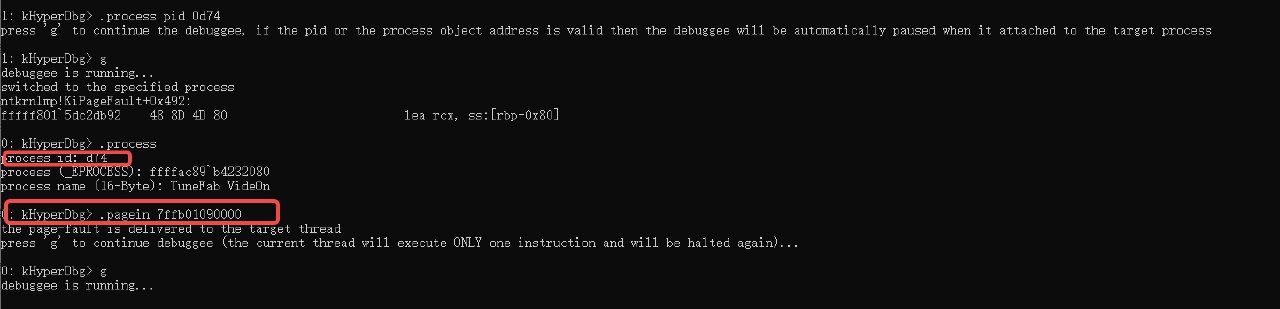 1: kHyperDbg> .process pid 0d74
press 'g' to continue the debuggee, if the pid or the process object address is valid then the debuggee will be automatically paused when it attached to the target process
1: kHyperDbg> g
debuggee is running...
switched to the specified process
ntkrnlmp!KiPageFault+0x492:
fffff801`5dc2db92    48 8D 4D 80                         lea rcx, ss:[rbp-0x80]
0: kHyperDbg> .process
process id: d74
process (_EPROCESS): ffffac89`b4232080
process name (16-Byte): TuneFab VideOn
0: kHyperDbg> .pagein 7ffb01090000
the page-fault is delivered to the target thread
press 'g' to continue debuggee (the current thread will execute ONLY one instruction and will be halted again)...
0: kHyperDbg> g
debuggee is running...